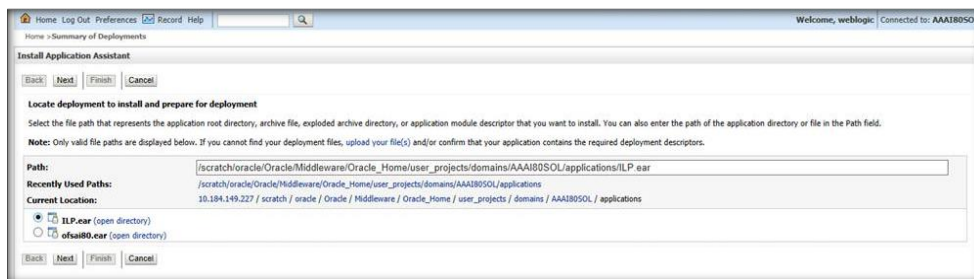 Home Log Out Preferences Record Help
Welcome, weblogic Connected to: AAAI80SO
Home >Summary of Deployments
Install Application Assistant
Back Next Finish Cancel
Locate deployment to install and prepare for deployment
Select the file path that represents the application root directory, archive file, exploded archive directory, or application module descriptor that you want to install. You can also enter the path of the application directory or file in the Path field.
Note: Only valid file paths are displayed below. If you cannot find your deployment files, upload your file(s) and/or confirm that your application contains the required deployment descriptors.
Path: /scratch/oracle/Oracle/Middleware/Oracle_Home/user_projects/domains/AAAI80SOL/applications/ILP.ear
Recently Used Paths: /scratch/oracle/Oracle/Middleware/Oracle_Home/user_projects/domains/AAAI80SOL/applications
Current Location: 10.184.149.227 / scratch / oracle / Oracle / Middleware / Oracle_Home / user_projects / domains / AAAI80SOL / applications
ILP.ear (open directory)
ofsai80.ear (open directory)
Back Next Finish Cancel